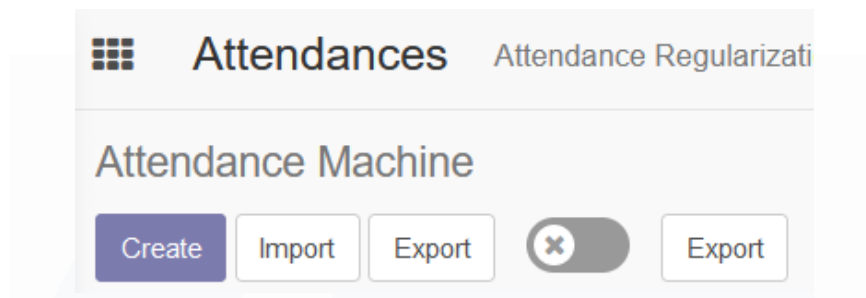 Attendances Attendance Regularizati
Attendance Machine
Create Import Export Export